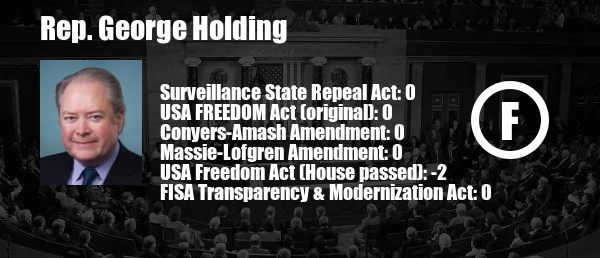 Rep. George Holding
Surveillance State Repeal Act: 0
USA FREEDOM Act (original): 0
Conyers-Amash Amendment: 0
Massie-Lofgren Amendment: 0
USA Freedom Act (House passed): -2
FISA Transparency & Modernization Act: 0
F